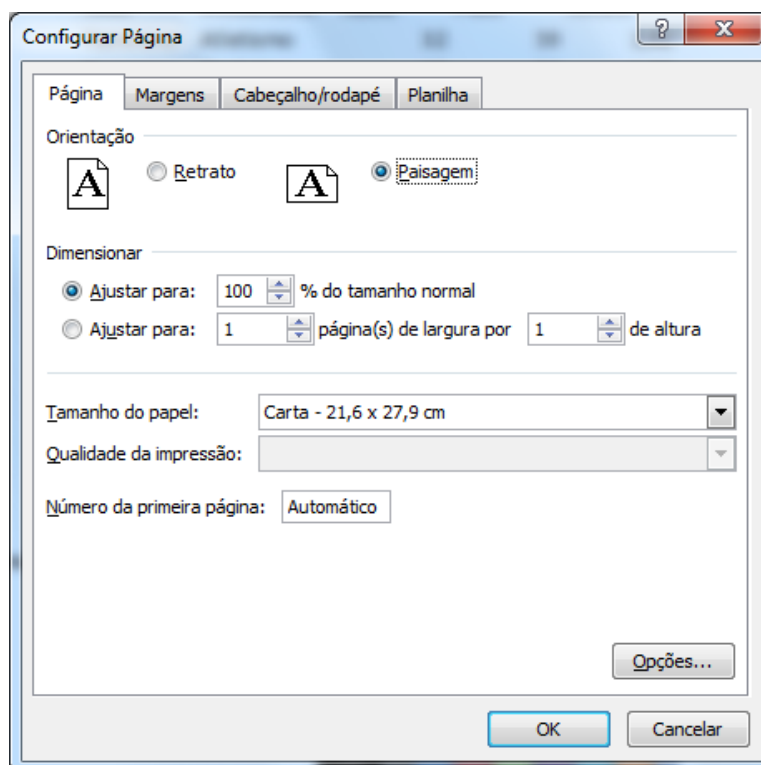 Configurar Página
Página Margens Cabeçalho/rodapé Planilha
Orientação
A Retrato A Paisagem
Dimensionar
Ajustar para: 100 % do tamanho normal
Ajustar para: 1 página(s) de largura por 1 de altura
Tamanho do papel: Carta - 21,6 x 27,9 cm
Qualidade da impressão:
Número da primeira página: Automático
Opções...
OK Cancelar